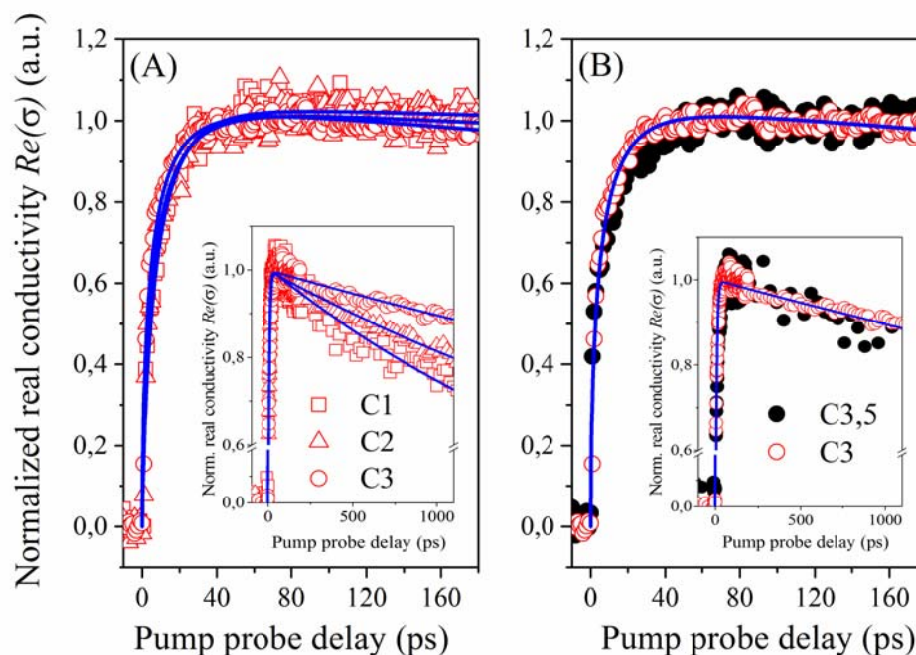 (A)
Normalized real conductivity Re(σ) (a.u.)
1,2
1,0
0,8
0,6
0,4
0,2
0,0
0 40 80 120 160
Pump probe delay (ps)
Norm. real conductivity Re(σ) (a.u.)
1,0
0,8
0,6
0,0
C1
C2
C3
0 500 1000
Pump probe delay (ps)
(B)
1,2
1,0
0,8
0,6
0,4
0,2
0,0
0 40 80 120 160
Pump probe delay (ps)
Norm. real conductivity Re(σ) (a.u.)
1,0
0,8
0,6
0,0
C3,5
C3
0 500 1000
Pump probe delay (ps)